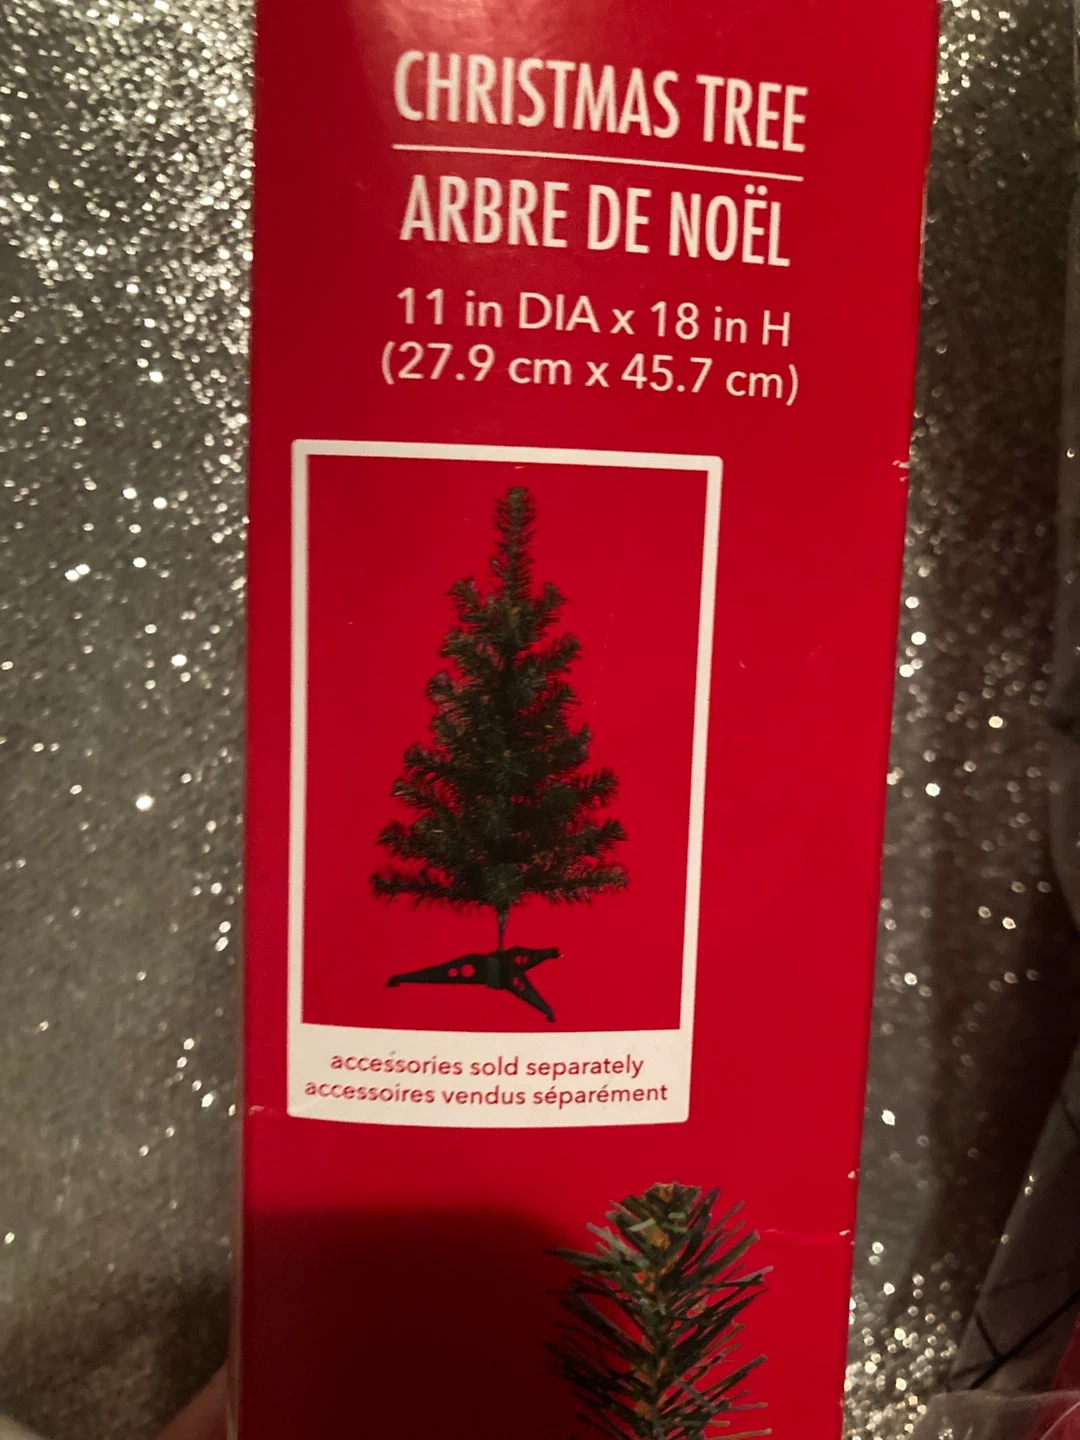 CHRISTMAS TREE
ARBRE DE NOËL
11 in DIA x 18 in H
(27.9 cm x 45.7 cm)
accessories sold separately
accessoires vendus séparément